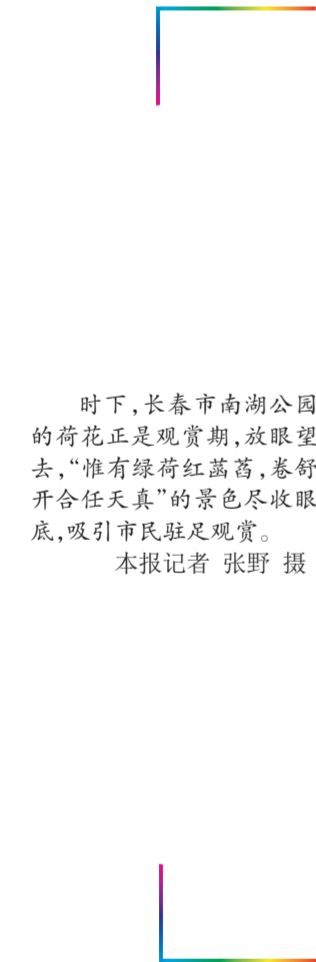 时下,长春市南湖公园
的荷花正是观赏期,放眼望
去,“惟有绿荷红菡萏,卷舒
开合任天真”的景色尽收眼
底,吸引市民驻足观赏。
本报记者 张野 摄